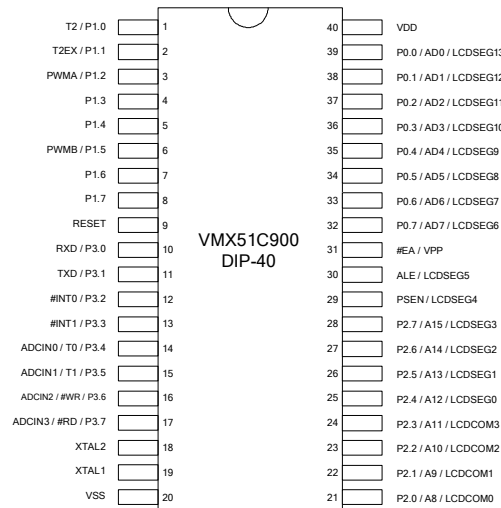 T2 / P1.0 1 40 VDD
T2EX / P1.1 2 39 P0.0 / AD0 / LCDSEG13
PWMA / P1.2 3 38 P0.1 / AD1 / LCDSEG12
P1.3 4 37 P0.2 / AD2 / LCDSEG11
P1.4 5 36 P0.3 / AD3 / LCDSEG10
PWMB / P1.5 6 35 P0.4 / AD4 / LCDSEG9
P1.6 7 34 P0.5 / AD5 / LCDSEG8
P1.7 8 33 P0.6 / AD6 / LCDSEG7
RESET 9 32 P0.7 / AD7 / LCDSEG6
RXD / P3.0 10 VMX51C900 31 #EA / VPP
TXD / P3.1 11 DIP-40 30 ALE / LCDSEG5
#INT0 / P3.2 12 29 PSEN / LCDSEG4
#INT1 / P3.3 13 28 P2.7 / A15 / LCDSEG3
ADCIN0 / T0 / P3.4 14 27 P2.6 / A14 / LCDSEG2
ADCIN1 / T1 / P3.5 15 26 P2.5 / A13 / LCDSEG1
ADCIN2 / #WR / P3.6 16 25 P2.4 / A12 / LCDSEG0
ADCIN3 / #RD / P3.7 17 24 P2.3 / A11 / LCDCOM3
XTAL2 18 23 P2.2 / A10 / LCDCOM2
XTAL1 19 22 P2.1 / A9 / LCDCOM1
VSS 20 21 P2.0 / A8 / LCDCOM0